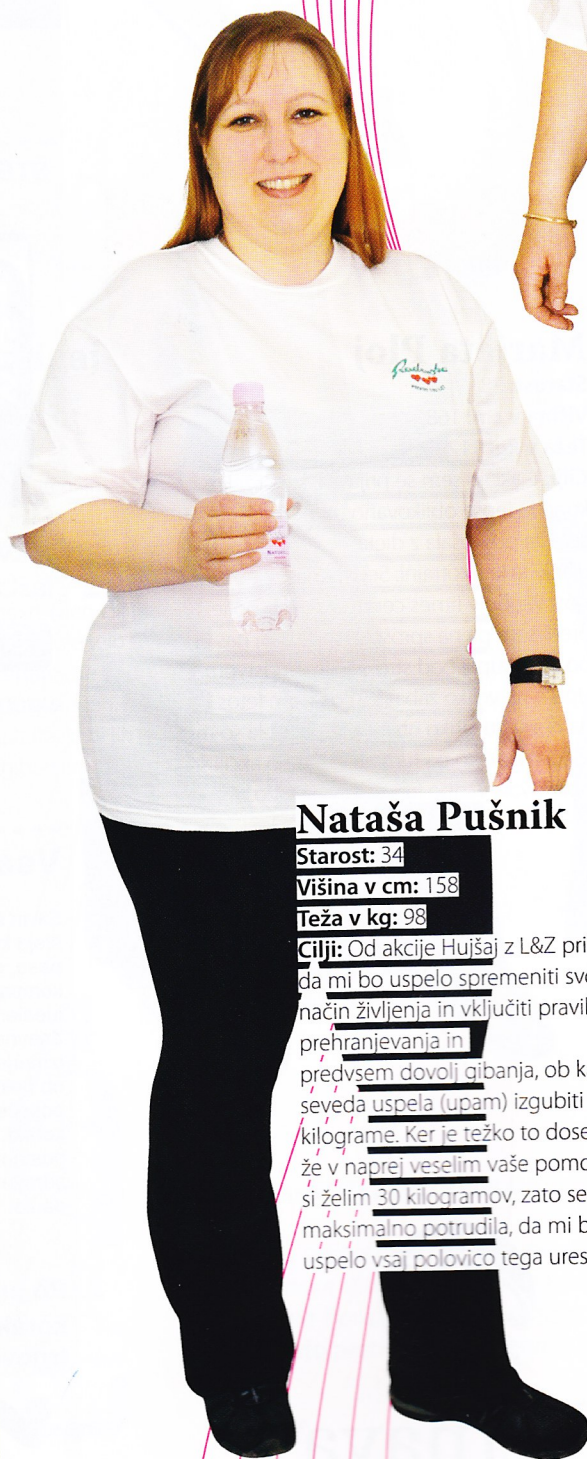 Nataša Pušnik
Starost: 34
Višina v cm: 158
Teža v kg: 98
Cilji: Od akcije Hujšaj z L&Z pri
da mi bo uspelo spremeniti sv
način življenja in vključiti pravil
prehranjevanja in
predvsem dovolj gibanja, ob k
seveda uspela (upam) izgubiti
kilograme. Ker je težko to dose
že v naprej veselim vaše pomo
si želim 30 kilogramov, zato se
maksimalno potrudila, da mi b
uspelo vsaj polovico tega ures